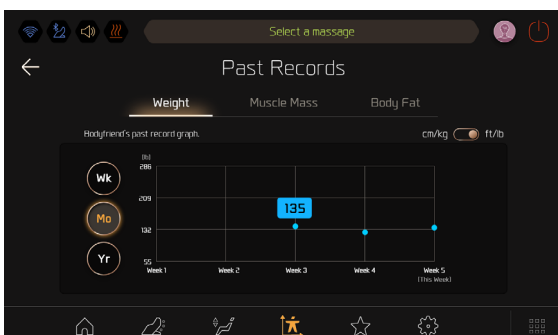 Select a massage
Past Records
Weight Muscle Mass Body Fat
Bodyfriend's past record graph.
cm/kg ft/lb
Wk
Mo
Yr
(lb)
286
209
132
55
135
Week 1 Week 2 Week 3 Week 4 Week 5
(This Week)